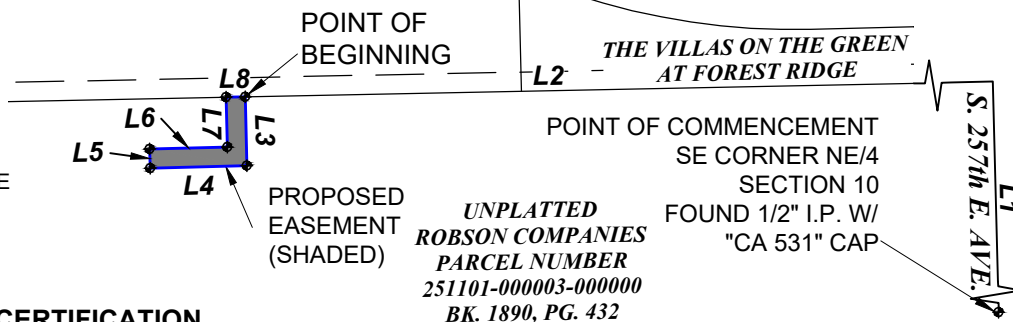 POINT OF
BEGINNING
THE VILLAS ON THE GREEN
AT FOREST RIDGE
L8
L2
L6
L7
L3
L5
L4
PROPOSED
EASEMENT
(SHADED)
UNPLATTED
ROBSON COMPANIES
PARCEL NUMBER
251101-000003-000000
BK. 1890, PG. 432
POINT OF COMMENCEMENT
SE CORNER NE/4
SECTION 10
FOUND 1/2" I.P. W/
"CA 531" CAP
S. 257th E. AVE.
L1
E
CERTIFICATION